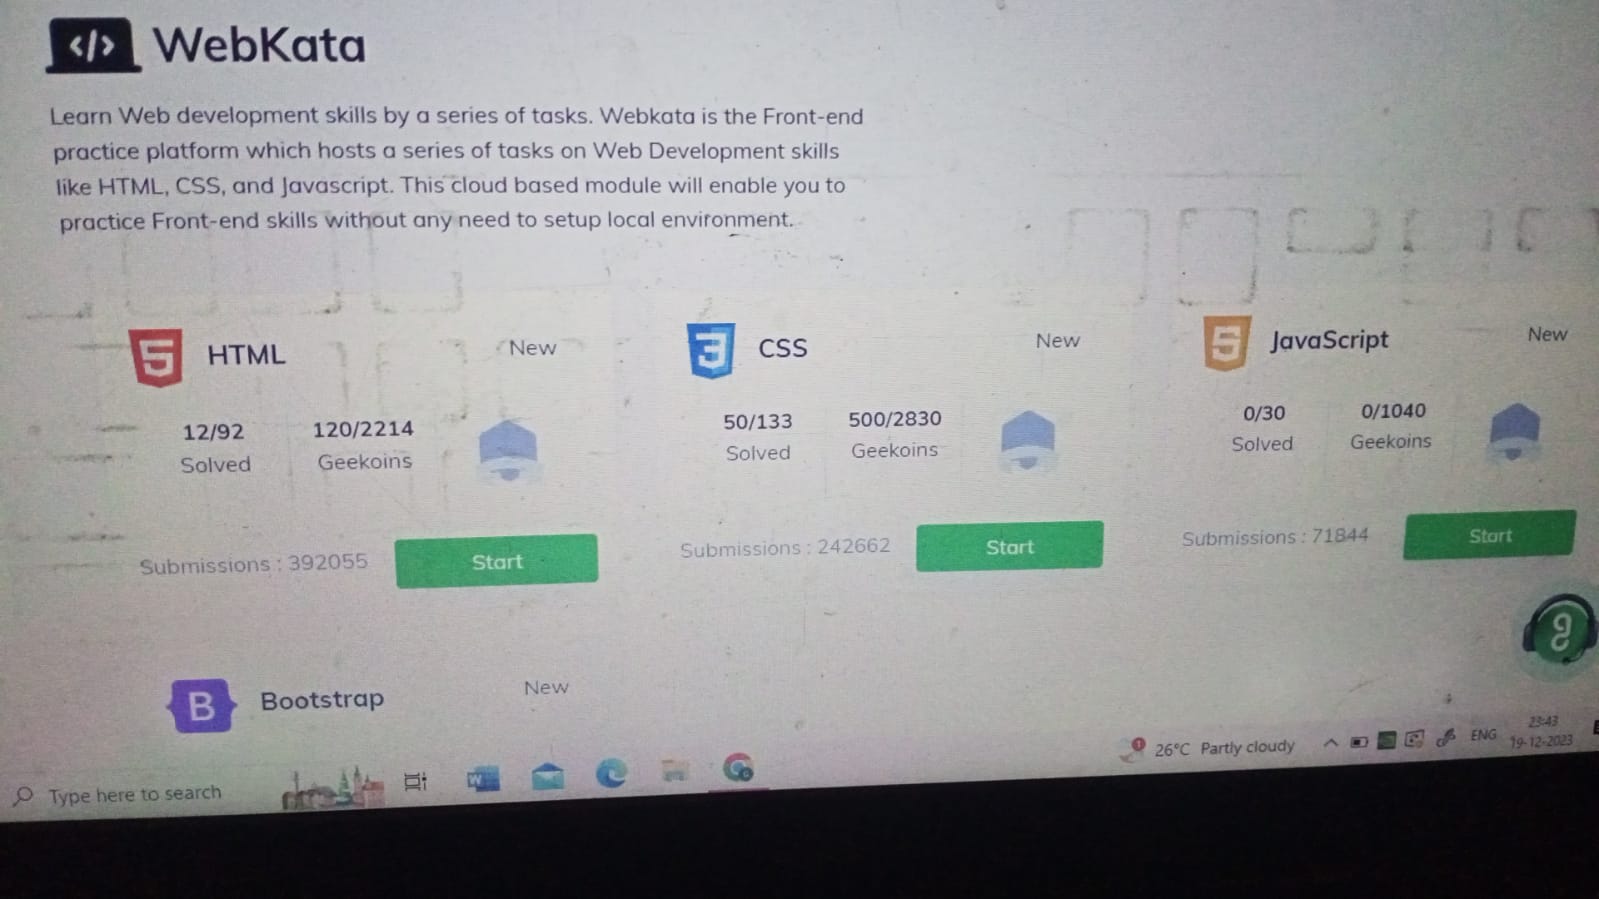 </> WebKata
Learn Web development skills by a series of tasks. Webkata is the Front-end
practice platform which hosts a series of tasks on Web Development skills
like HTML, CSS, and Javascript. This cloud based module will enable you to
practice Front-end skills without any need to setup local environment.
5 HTML New
12/92 120/2214
Solved Geekoins
Submissions : 392055 Start
3 CSS New
50/133 500/2830
Solved Geekoins
Submissions : 242662 Start
5 JavaScript New
0/30 0/1040
Solved Geekoins
Submissions : 71844 Start
B Bootstrap New
Type here to search
W
1 26°C Partly cloudy
ENG
23:43
19-12-2023